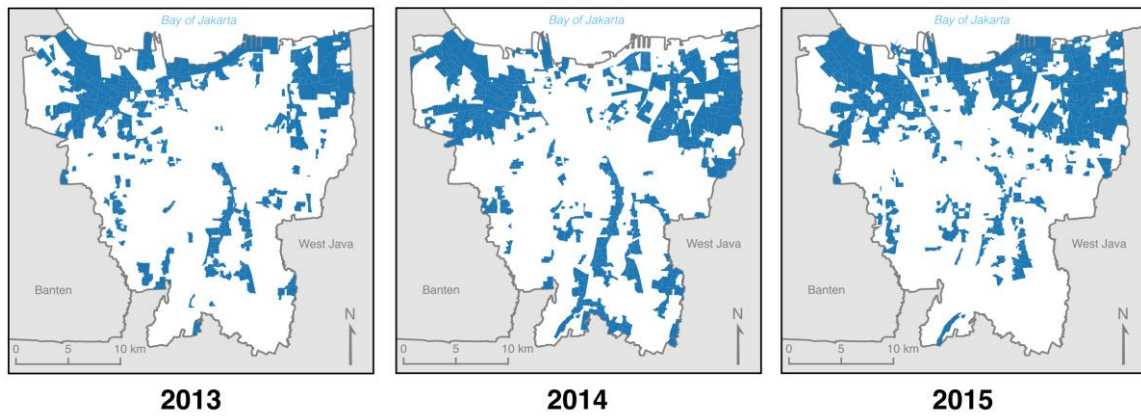 Bay of Jakarta
West Java
Banten
N
0 5 10 km
2013
Bay of Jakarta
West Java
Banten
N
0 5 10 km
2014
Bay of Jakarta
West Java
Banten
N
0 5 10 km
2015